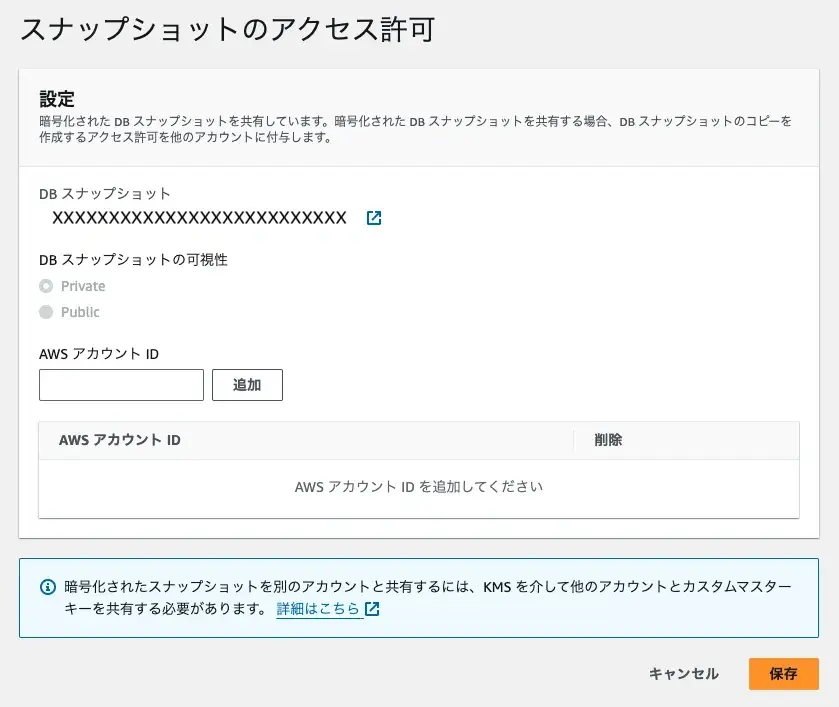 スナップショットのアクセス許可
設定
暗号化された DB スナップショットを共有しています。暗号化された DB スナップショットを共有する場合、DB スナップショットのコピーを
作成するアクセス許可を他のアカウントに付与します。
DB スナップショット
XXXXXXXXXXXXXXXXXXXXXXXXXX
DB スナップショットの可視性
Private
Public
AWS アカウント ID
追加
AWS アカウント ID 削除
AWS アカウント ID を追加してください
暗号化されたスナップショットを別のアカウントと共有するには、KMS を介して他のアカウントとカスタムマスター
キーを共有する必要があります。 詳細はこちら
キャンセル 保存